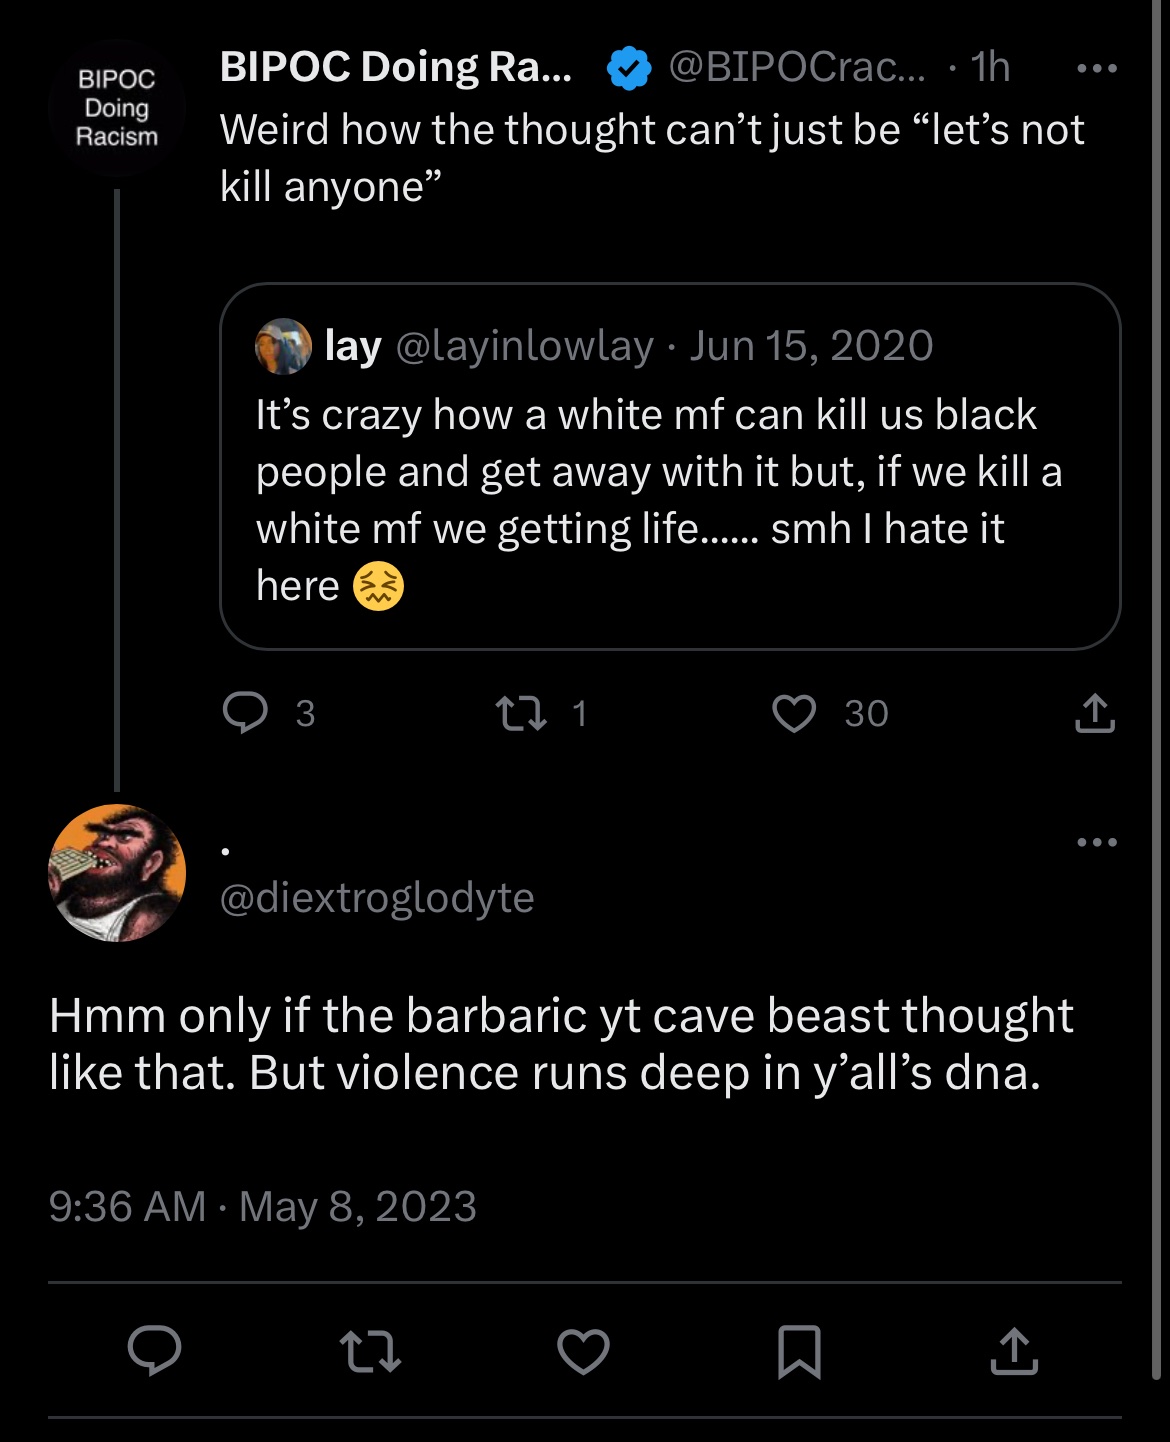 BIPOC
Doing
Racism
BIPOC Doing Ra... @BIPOCrac... · 1h
Weird how the thought can’t just be “let’s not
kill anyone”
lay @layinlowlay · Jun 15, 2020
It’s crazy how a white mf can kill us black
people and get away with it but, if we kill a
white mf we getting life...... smh I hate it
here 😖
3 1 30
.
@diextroglodyte
Hmm only if the barbaric yt cave beast thought
like that. But violence runs deep in y’all’s dna.
9:36 AM · May 8, 2023